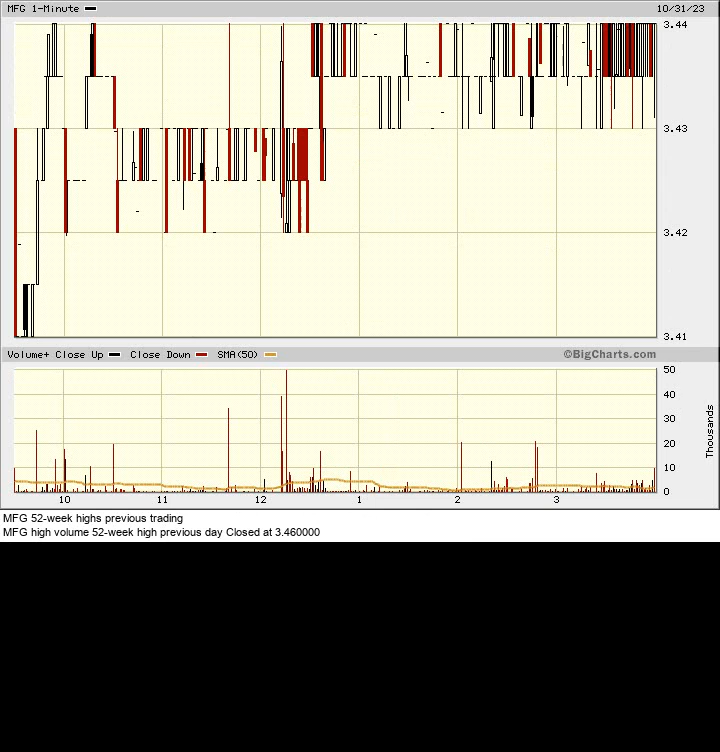 MFG 1-Minute 10/31/23
3.44
3.43
3.42
3.41
Volume+ Close Up Close Down SMA(50) ©BigCharts.com
50
40
30
20
10
0
Thousands
10 11 12 1 2 3
MFG 52-week highs previous trading
MFG high volume 52-week high previous day Closed at 3.460000